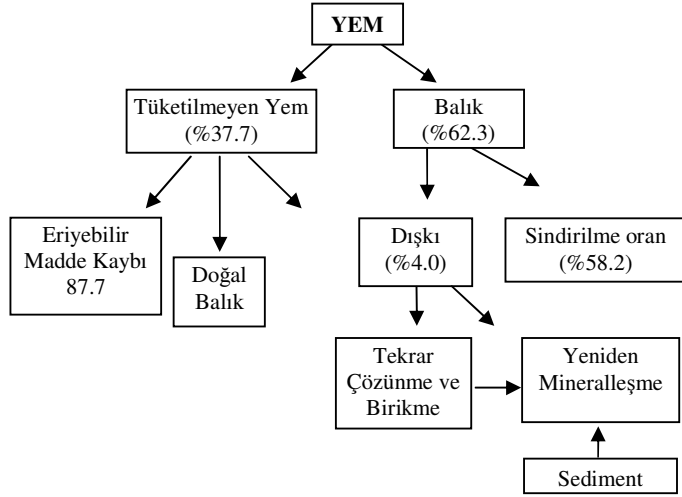 YEM
Tüketilmeyen Yem
(%37.7)
Balık
(%62.3)
Eriyebilir
Madde Kaybı
87.7
Doğal
Balık
Dışkı
(%4.0)
Sindirilme oran
(%58.2)
Tekrar
Çözünme ve
Birikme
Yeniden
Mineralleşme
Sediment